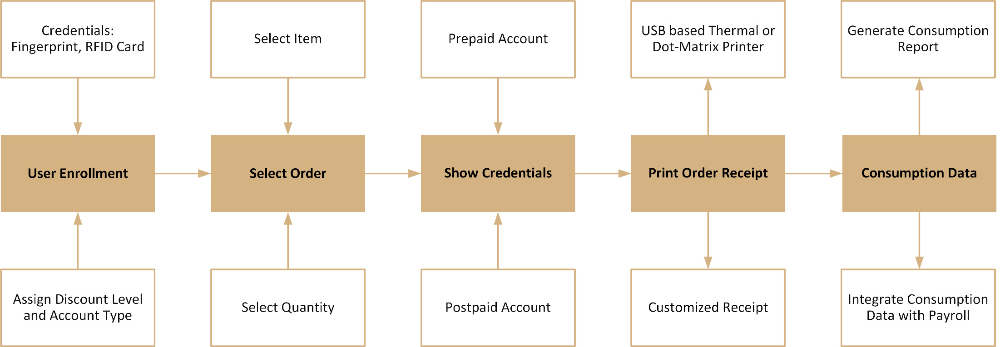 Credentials:
Fingerprint, RFID Card
Select Item
Prepaid Account
USB based Thermal or
Dot-Matrix Printer
Generate Consumption
Report
User Enrollment
Select Order
Show Credentials
Print Order Receipt
Consumption Data
Assign Discount Level
and Account Type
Select Quantity
Postpaid Account
Customized Receipt
Integrate Consumption
Data with Payroll